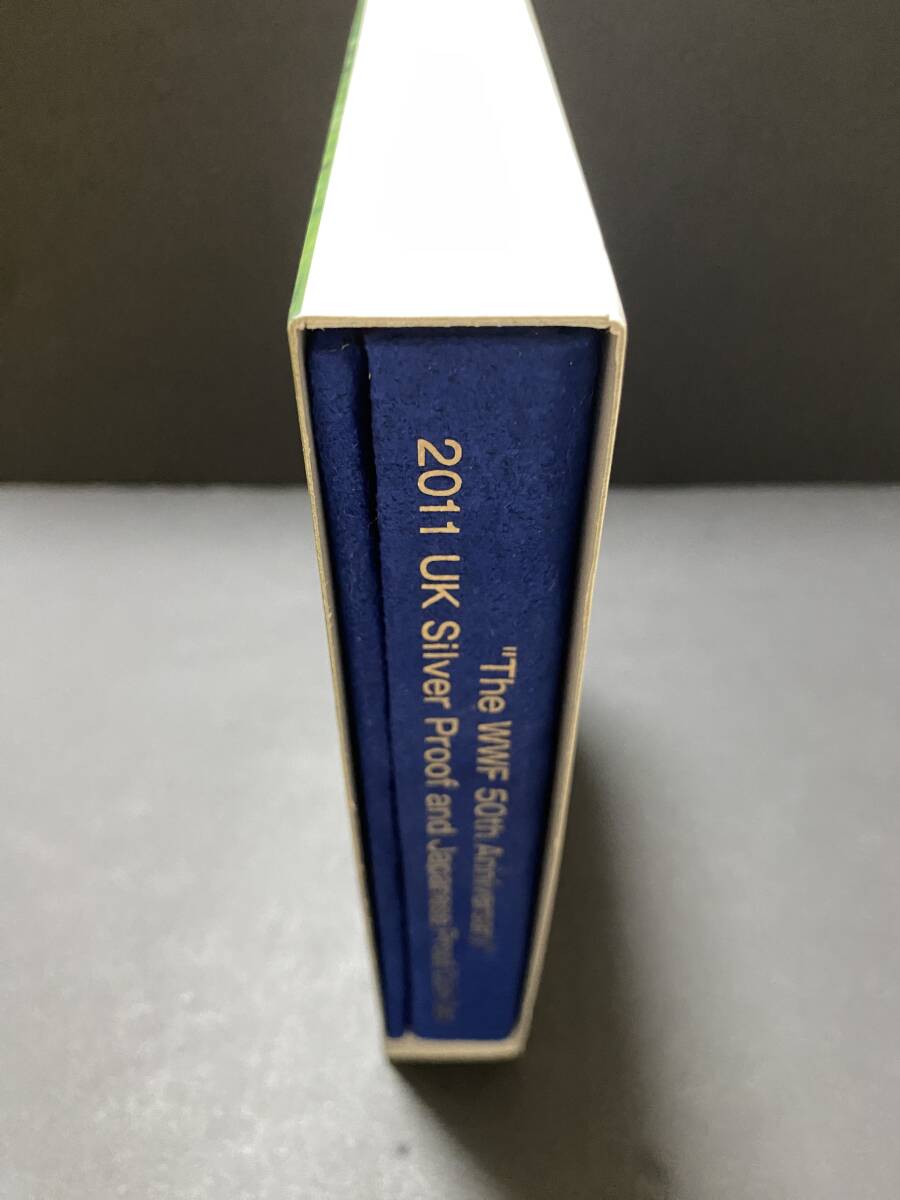 "The WWF 50th Anniversary"
2011 UK Silver Proof and Japanese Proof Coin Set